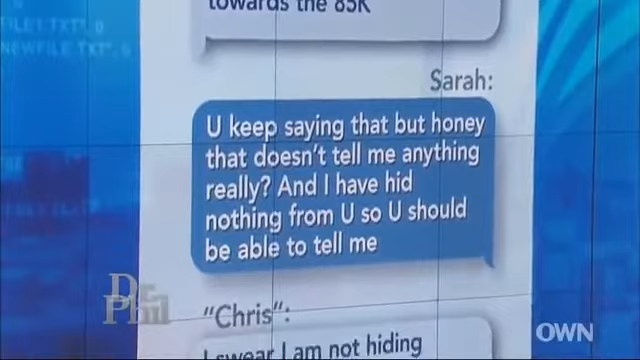 towards the 85K
Sarah:
U keep saying that but honey
that doesn't tell me anything
really? And I have hid
nothing from U so U should
be able to tell me
"Chris":
I swear I am not hiding
Dr.
Phil
OWN